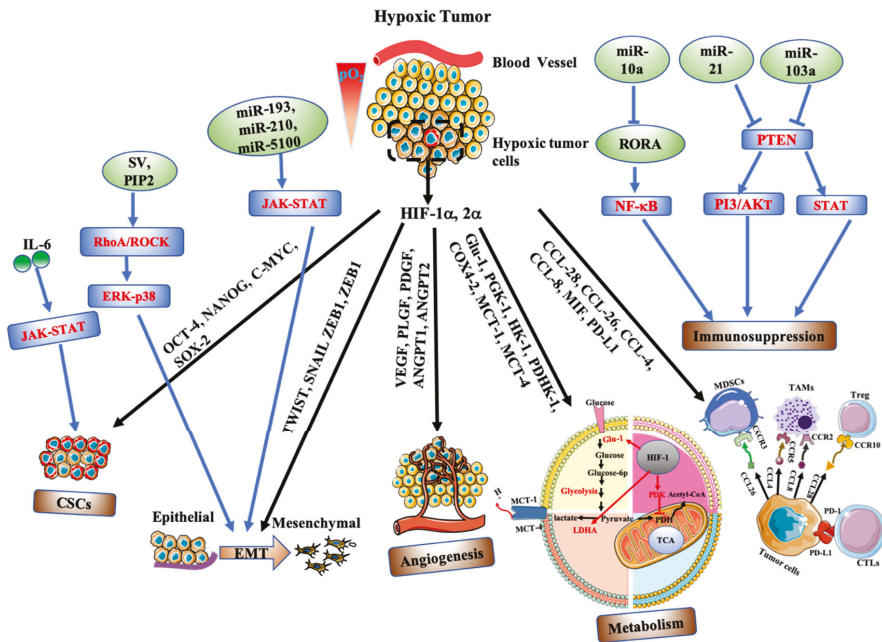 Hypoxic Tumor
pO2
Blood Vessel
Hypoxic tumor
cells
miR-193,
miR-210,
miR-5100
JAK-STAT
SV,
PIP2
RhoA/ROCK
ERK-p38
IL-6
JAK-STAT
miR-
10a
miR-
21
miR-
103a
RORA
PTEN
NF-κB
PI3/AKT
STAT
Immunosuppression
HIF-1α, 2α
OCT-4, NANOG, C-MYC,
SOX-2
TWIST, SNAIL ZEB1, ZEB1
VEGF, PLGF, PDGF,
ANGPT1, ANGPT2
Glu-1, PGK-1, HK-1, PDHK-1,
COX4-2, MCT-1, MCT-4
CCL-28, CCL-26, CCL-4,
CCL-8, MIF, PD-L1
CSCs
Epithelial
EMT
Mesenchymal
Angiogenesis
Glucose
Glu-1
HIF-1
Glucose
Glucose-6p
Glycolysis
PDK
Acetyl-CoA
MCT-1
MCT-4
lactate
Pyruvate
PDH
LDHA
TCA
Metabolism
MDSCs
TAMs
Treg
CXCR3
CCR5
CCR2
CCR10
CCL26
CCL4
CCL8
CCL28
PD-1
PD-L1
Tumor cells
CTLs